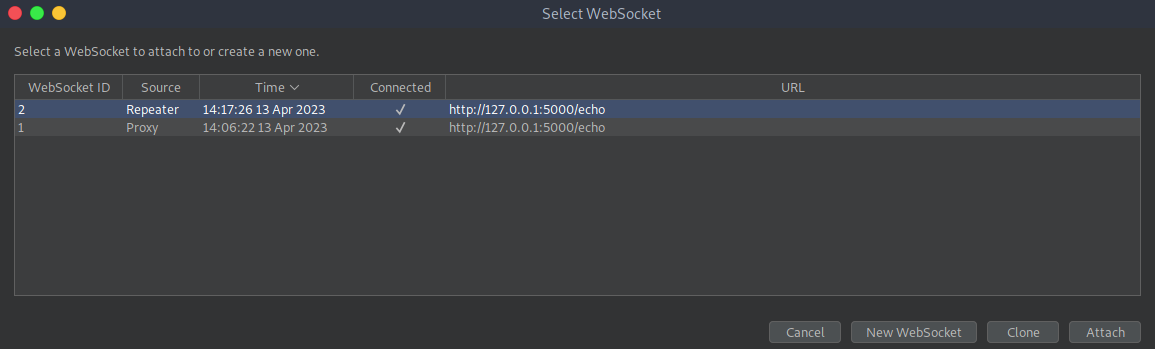 Select WebSocket
Select a WebSocket to attach to or create a new one.
WebSocket ID Source Time Connected URL
2 Repeater 14:17:26 13 Apr 2023 ✓ http://127.0.0.1:5000/echo
1 Proxy 14:06:22 13 Apr 2023 ✓ http://127.0.0.1:5000/echo
Cancel New WebSocket Clone Attach